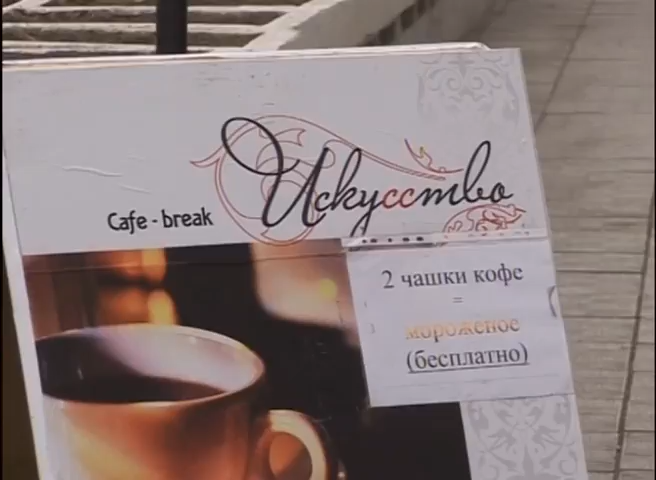 Искусство
Cafe - break
2 чашки кофе
=
мороженое
(бесплатно)